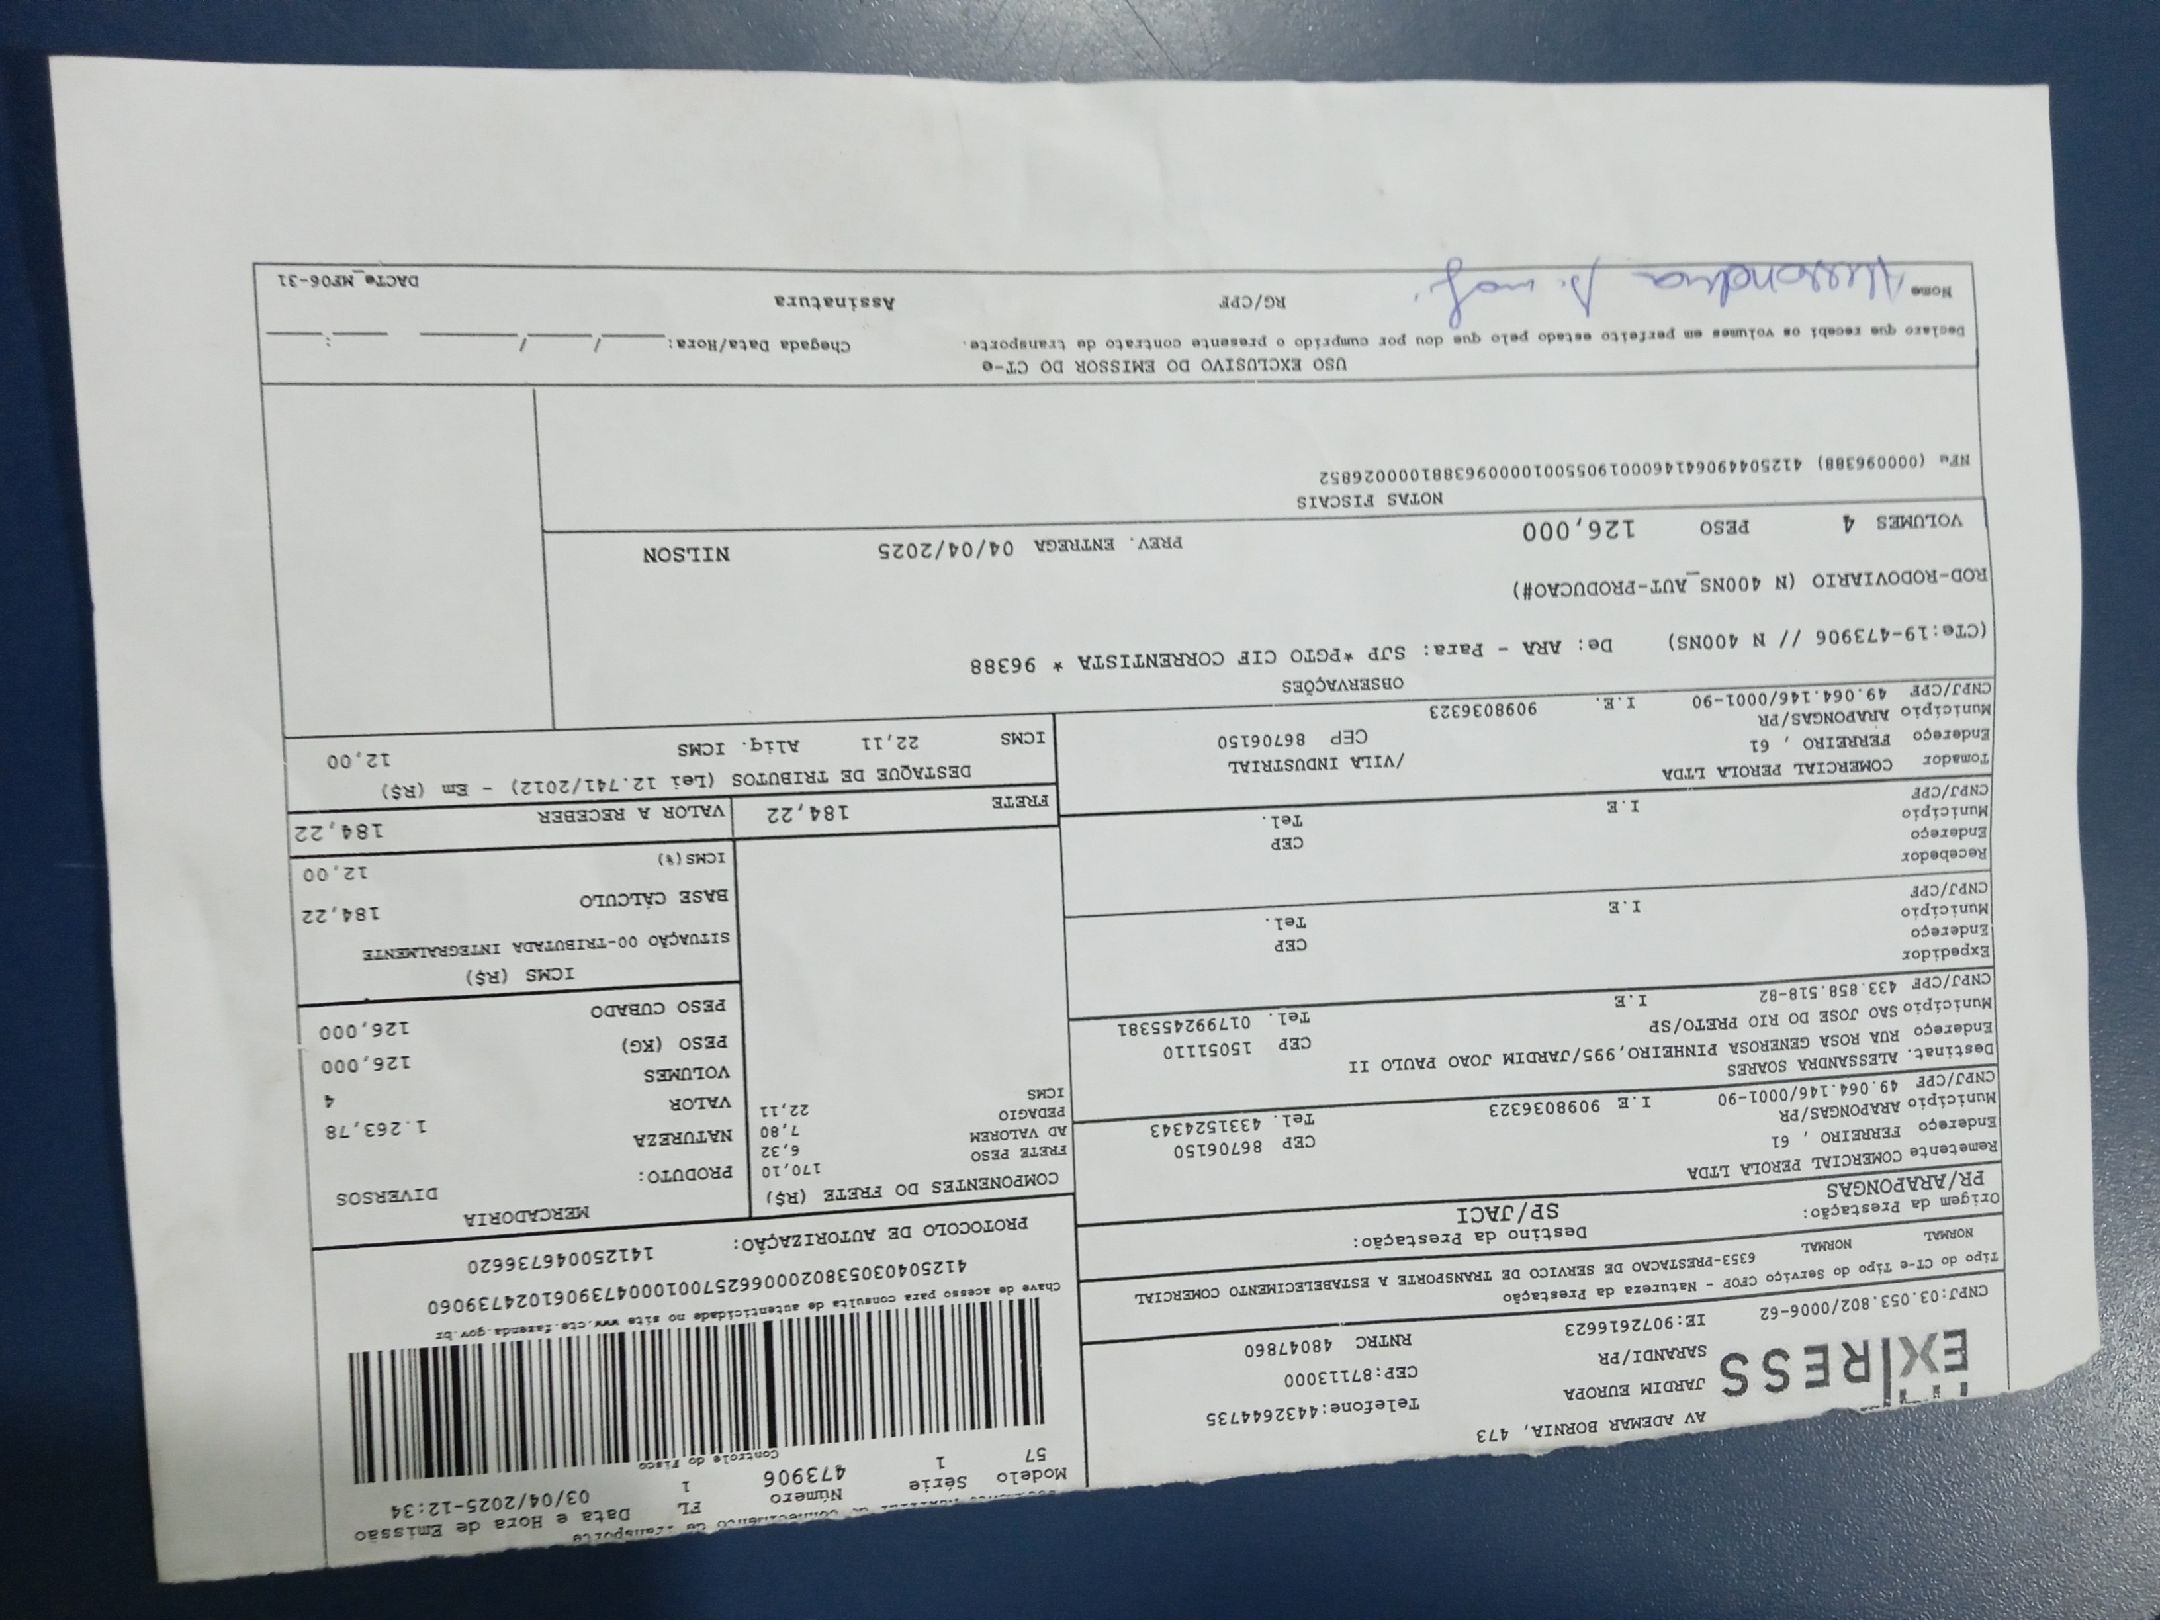 Modelo Série Número FL Data e Hora de Emissão
57 1 473906 1 03/04/2025-12:34
Controle do Fisco
EXPRESS
AV ADEMAR BORNIA, 473
JARDIM EUROPA Telefone:4432644735
SARANDI/PR CEP:87113000
CNPJ:03.053.802/0006-62 IE:9072616623 RNTRC 48047860
Chave de acesso para consulta de autenticidade no site www.cte.fazenda.gov.br
41250403053802000662570010004739061024739060
PROTOCOLO DE AUTORIZAÇÃO: 141250046736620
Tipo do CT-e Tipo do Serviço CFOP - Natureza da Prestação
NORMAL NORMAL 6353-PRESTACAO DE SERVICO DE TRANSPORTE A ESTABELECIMENTO COMERCIAL
Origem da Prestação: Destino da Prestação:
PR/ARAPONGAS SP/JACI
Remetente COMERCIAL PEROLA LTDA
Endereço FERREIRO , 61 CEP 86706150
Município ARAPONGAS/PR Tel. 4331524343
CNPJ/CPF 49.064.146/0001-90 I.E 9098036323
Destinat. ALESSANDRA SOARES
Endereço RUA ROSA GENEROSA PINHEIRO,995/JARDIM JOAO PAULO II
Município SAO JOSE DO RIO PRETO/SP CEP 15051110
CNPJ/CPF 433.858.518-82 I.E Tel. 017992455381
Expedidor
Endereço CEP
Município Tel.
CNPJ/CPF I.E
Recebedor
Endereço CEP
Município Tel.
CNPJ/CPF I.E
Tomador COMERCIAL PEROLA LTDA
Endereço FERREIRO , 61 /VILA INDUSTRIAL
Município ARAPONGAS/PR CEP 86706150
CNPJ/CPF 49.064.146/0001-90 I.E. 9098036323
COMPONENTES DO FRETE (R$)
FRETE PESO 170,10
AD VALOREM 6,32
PEDAGIO 7,80
ICMS 22,11
MERCADORIA
PRODUTO: DIVERSOS
NATUREZA
VALOR 1.263,78
VOLUMES 4
PESO (KG) 126,000
PESO CUBADO 126,000
ICMS (R$)
SITUAÇÃO 00-TRIBUTADA INTEGRALMENTE
BASE CÁLCULO 184,22
ICMS(%) 12,00
FRETE 184,22 VALOR A RECEBER 184,22
DESTAQUE DE TRIBUTOS (Lei 12.741/2012) - Em (R$)
ICMS 22,11 Aliq. ICMS 12,00
OBSERVAÇÕES
(CTe:19-473906 // N 400NS) De: ARA - Para: SJP *PGTO CIF CORRENTISTA * 96388
ROD-RODOVIARIO (N 400NS_AUT-PRODUCAO#)
VOLUMES 4 PESO 126,000 PREV. ENTREGA 04/04/2025 NILSON
NOTAS FISCAIS
NFe (000096388) 41250449064146000190550010000963881000026852
USO EXCLUSIVO DO EMISSOR DO CT-e
Declaro que recebi os volumes em perfeito estado pelo que dou por cumprido o presente contrato de transporte. Chegada Data/Hora:____/____/____ ____:____
Nome Alessandra RG/CPF Assinatura DACTe_MP06-31